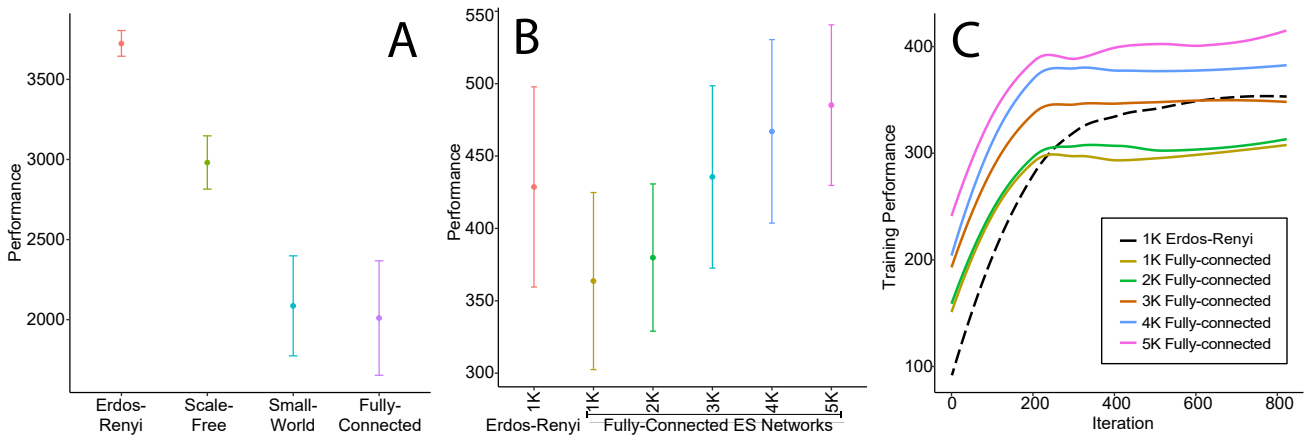 A
Performance
3500
3000
2500
2000
Erdos-
Renyi
Scale-
Free
Small-
World
Fully-
Connected
B
Performance
550
500
450
400
350
300
1K
1K
2K
3K
4K
5K
Erdos-Renyi
Fully-Connected ES Networks
C
Training Performance
400
300
200
100
0
200
400
600
800
Iteration
1K Erdos-Renyi
1K Fully-connected
2K Fully-connected
3K Fully-connected
4K Fully-connected
5K Fully-connected